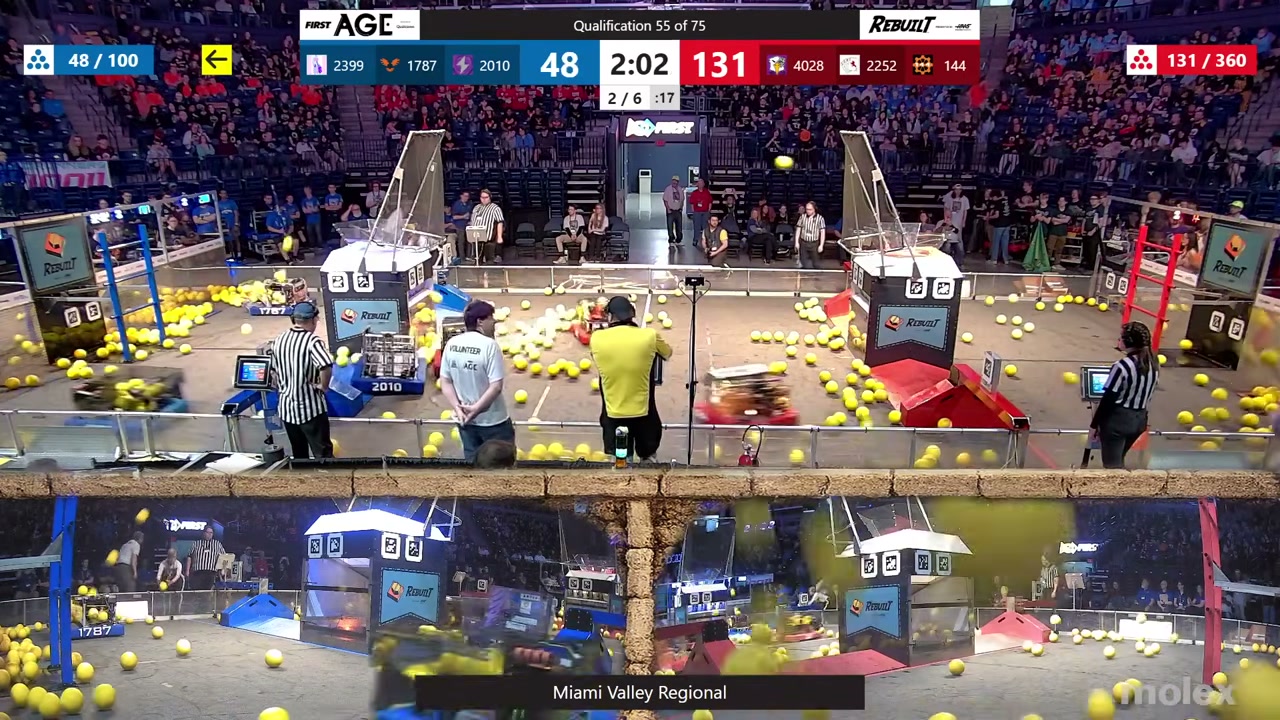 FIRST AGE
Qualification 55 of 75
REBUILT
48 / 100
2399
1787
2010
48
2:02
131
4028
2252
144
131 / 360
2 / 6
:17
FIRST
REBUILT
REBUILT
REBUILT
REBUILT
1787
VOLUNTEER
AGE
2010
FIRST
FIRST
REBUILT
REBUILT
1787
Miami Valley Regional
molex